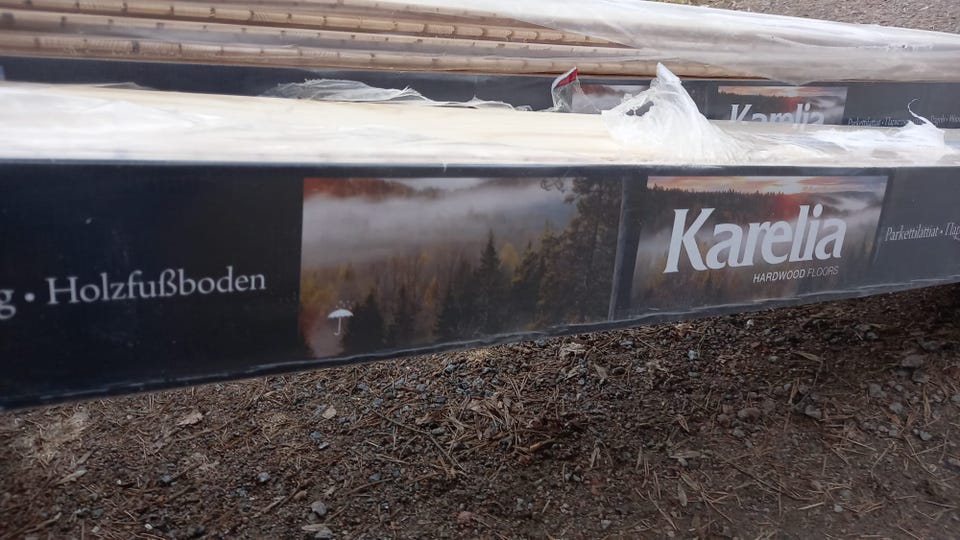 Karelia
g • Holzfußboden
Karelia
HARDWOOD FLOORS
Parkettilattiat •